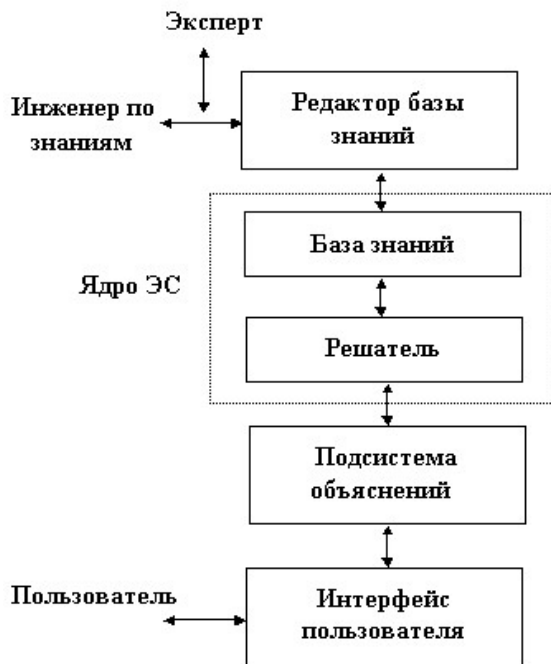 Эксперт
Инженер по
знаниям
Редактор базы
знаний
База знаний
Ядро ЭС
Решатель
Подсистема
объяснений
Пользователь
Интерфейс
пользователя